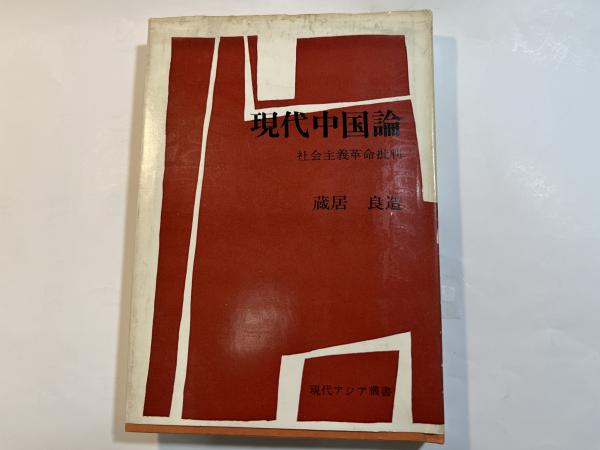 現代中国論
社会主義革命批判
蔵居 良造
現代アジア叢書